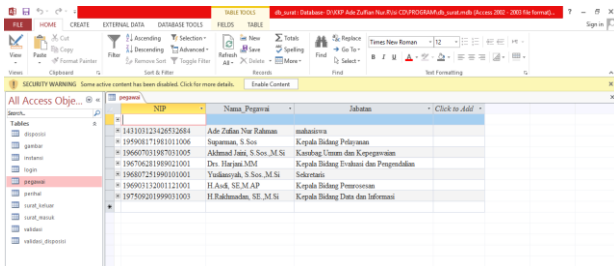 TABLE TOOLS db_surat : Database- D:\KKP Ade Zulfian Nur.R\Isi CD\PROGRAM\db_surat.mdb (Access 2002 - 2003 file format)...
FILE HOME CREATE EXTERNAL DATA DATABASE TOOLS FIELDS TABLE Sign in
View Paste Cut Copy Format Painter
Filter Ascending Descending Remove Sort Selection Advanced Toggle Filter
Refresh All New Save Delete Totals Spelling More
Find Replace Go To Select
Times New Roman 12
B I U
Views Clipboard Sort & Filter Records Find Text Formatting
SECURITY WARNING Some active content has been disabled. Click for more details. Enable Content
All Access Obje...
Search...
Tables
disposisi
gambar
instansi
login
pegawai
perihal
surat_keluar
surat_masuk
validasi
validasi_disposisi
pegawai
NIP Nama_Pegawai Jabatan Click to Add
143103123426532684 Ade Zulfian Nur Rahman mahasiswa
195908171981011006 Suparman, S.Sos Kepala Bidang Pelayanan
196607031987031005 Akhmad Jaini, S.Sos.,M.Si Kasubag Umum dan Kepegawaian
196706281989021001 Drs. Harjani.MM Kepala Bidang Evaluasi dan Pengendalian
196807251990101001 Yusliansyah, S.Sos.,M.Si Sekretaris
196903132001121001 H.Asdi, SE,M.AP Kepala Bidang Pemrosesan
197509201999031003 H.Rakhmadan, SE.,M.Si Kepala Bidang Data dan Informasi